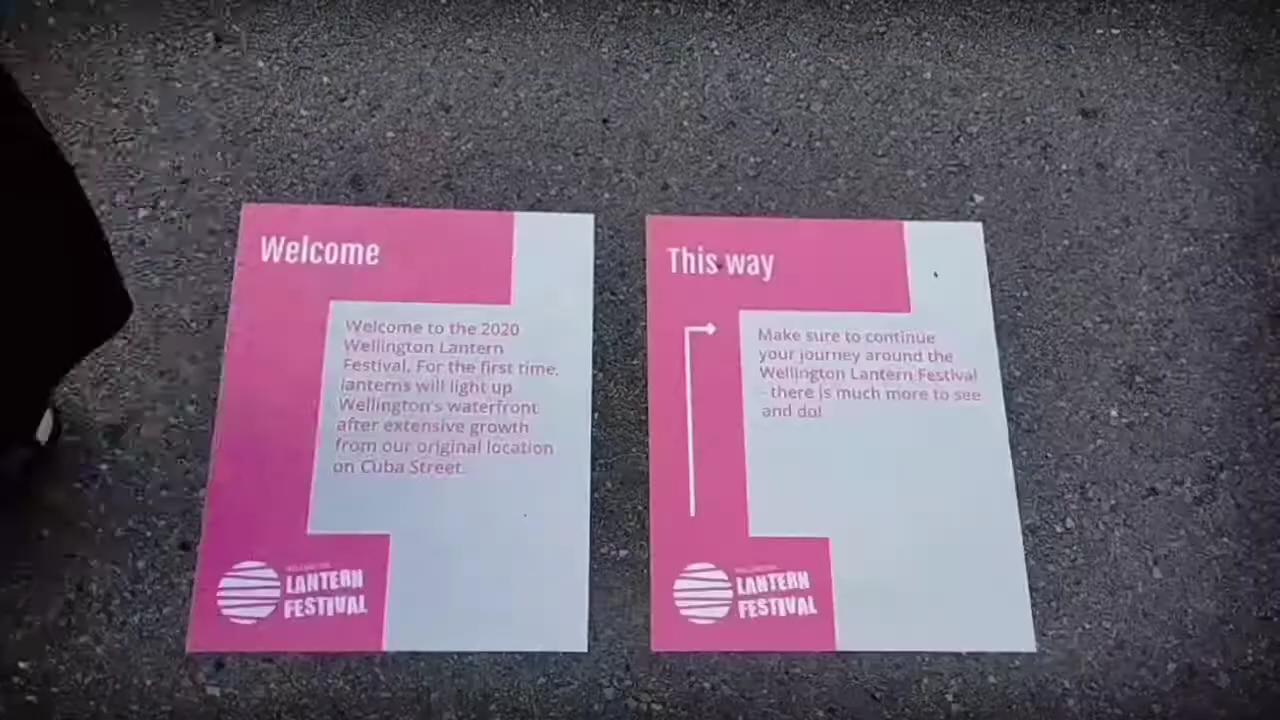 Welcome
Welcome to the 2020
Wellington Lantern
Festival. For the first time,
lanterns will light up
Wellington's waterfront
after extensive growth
from our original location
on Cuba Street.
WELLINGTON
LANTERN
FESTIVAL
This way
Make sure to continue
your journey around the
Wellington Lantern Festival
- there is much more to see
and do!
WELLINGTON
LANTERN
FESTIVAL